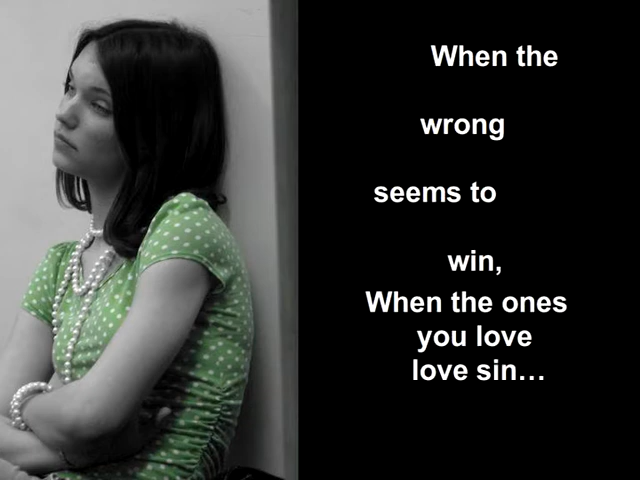 When the
wrong
seems to
win,
When the ones
you love
love sin…